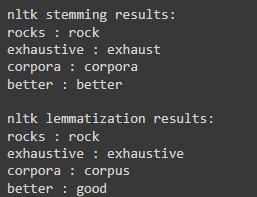 nltk stemming results:
rocks : rock
exhaustive : exhaust
corpora : corpora
better : better

nltk lemmatization results:
rocks : rock
exhaustive : exhaustive
corpora : corpus
better : good